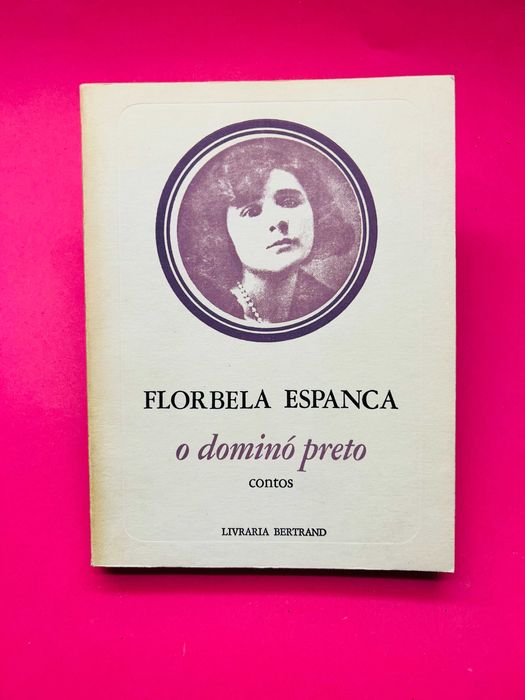 FLORBELA ESPANCA
o dominó preto
contos
LIVRARIA BERTRAND